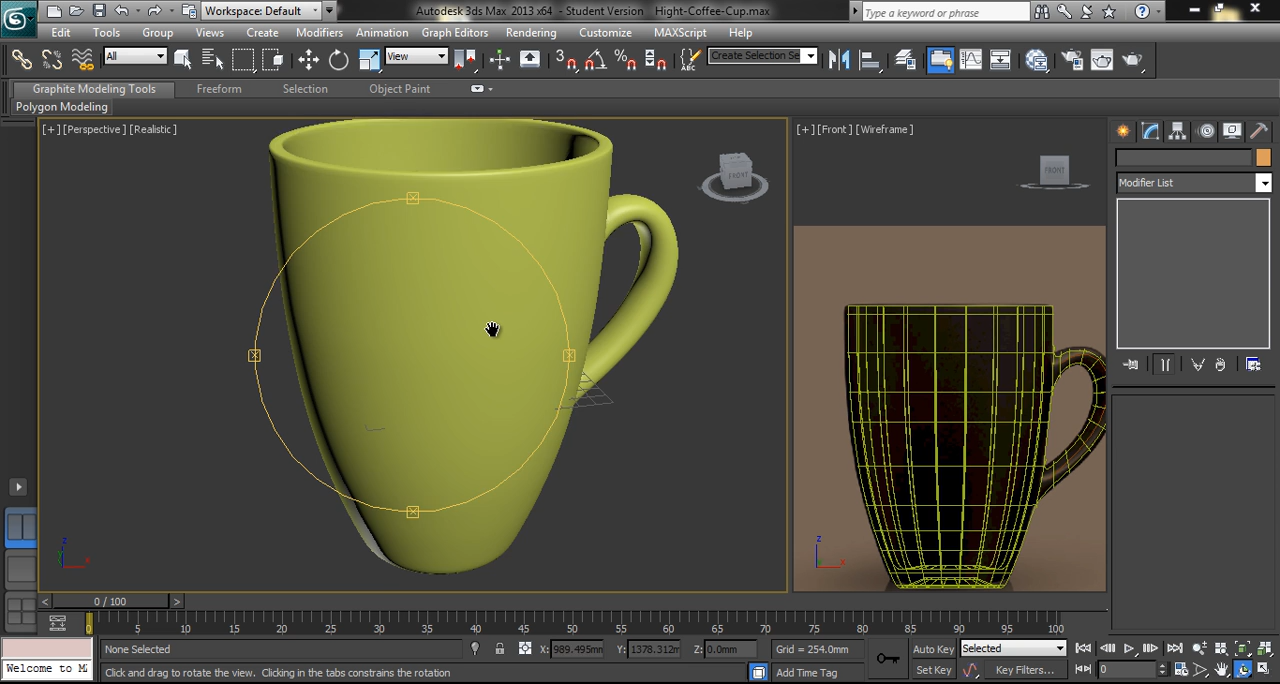 Workspace: Default
Autodesk 3ds Max 2013 x64 - Student Version Hight-Coffee-Cup.max
Type a keyword or phrase
Edit Tools Group Views Create Modifiers Animation Graph Editors Rendering Customize MAXScript Help
All View Create Selection Se
Graphite Modeling Tools Freeform Selection Object Paint
Polygon Modeling
[+] [Perspective] [Realistic]
[+] [Front] [Wireframe]
FRONT
FRONT
Modifier List
z
x
z
x
< 0 / 100 >
0 5 10 15 20 25 30 35 40 45 50 55 60 65 70 75 80 85 90 95 100
None Selected X: 989.495mm Y: 1378.312m Z: 0.0mm Grid = 254.0mm Auto Key Selected
Welcome to M Click and drag to rotate the view. Clicking in the tabs constrains the rotation Add Time Tag Set Key Key Filters... 0